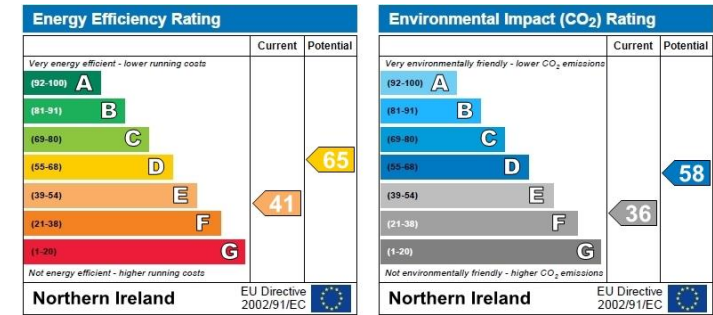 Energy Efficiency Rating
Current Potential
Very energy efficient - lower running costs
(92-100) A
(81-91) B
(69-80) C
(55-68) D
65
(39-54) E
41
(21-38) F
(1-20) G
Not energy efficient - higher running costs
Northern Ireland
EU Directive
2002/91/EC
Environmental Impact (CO₂) Rating
Current Potential
Very environmentally friendly - lower CO₂ emissions
(92-100) A
(81-91) B
(69-80) C
(55-68) D
58
(39-54) E
(21-38) F
36
(1-20) G
Not environmentally friendly - higher CO₂ emissions
Northern Ireland
EU Directive
2002/91/EC